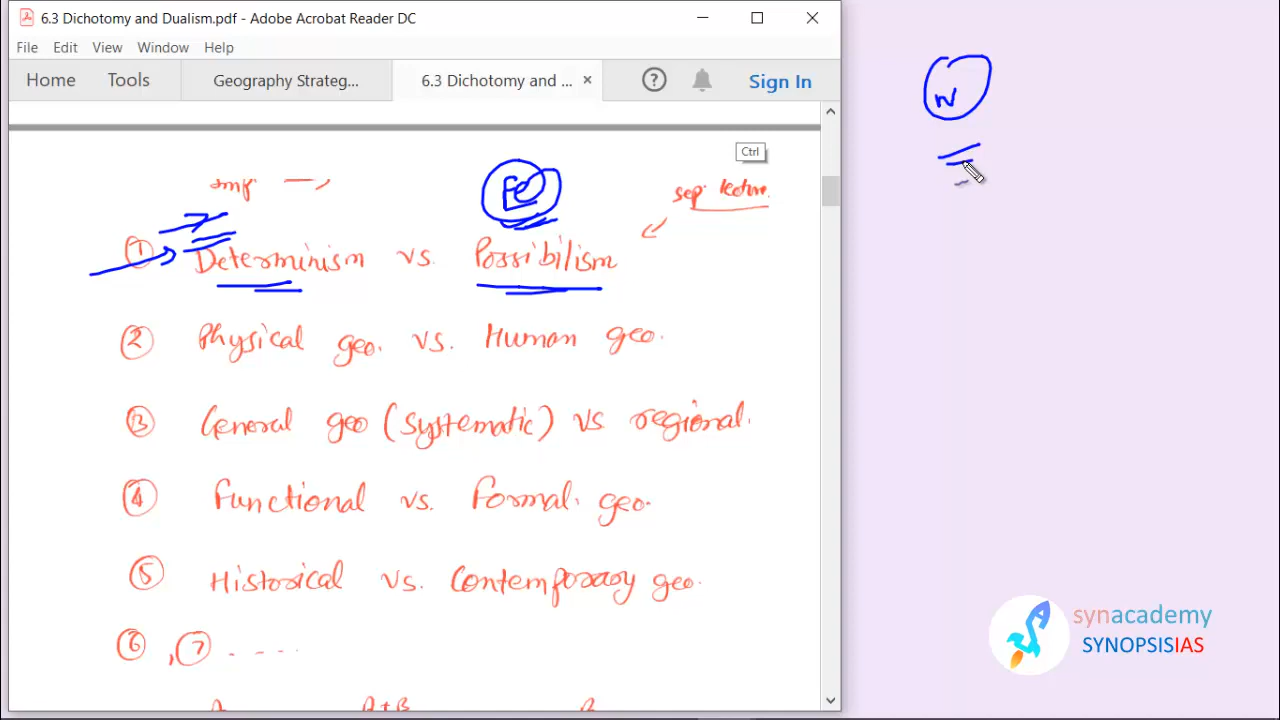 6.3 Dichotomy and Dualism.pdf - Adobe Acrobat Reader DC
File Edit View Window Help
Home Tools Geography Strateg... 6.3 Dichotomy and ... × ? Sign In
N
Ctrl
sep. lecture.
① Determinism vs. Possibilism
② Physical geo. vs. Human geo.
③ General geo (systematic) vs regional.
④ Functional vs. Formal. geo.
⑤ Historical vs. Contemporary geo.
⑥ , ⑦ . - - - .
A A+B B
synacademy
SYNOPSISIAS